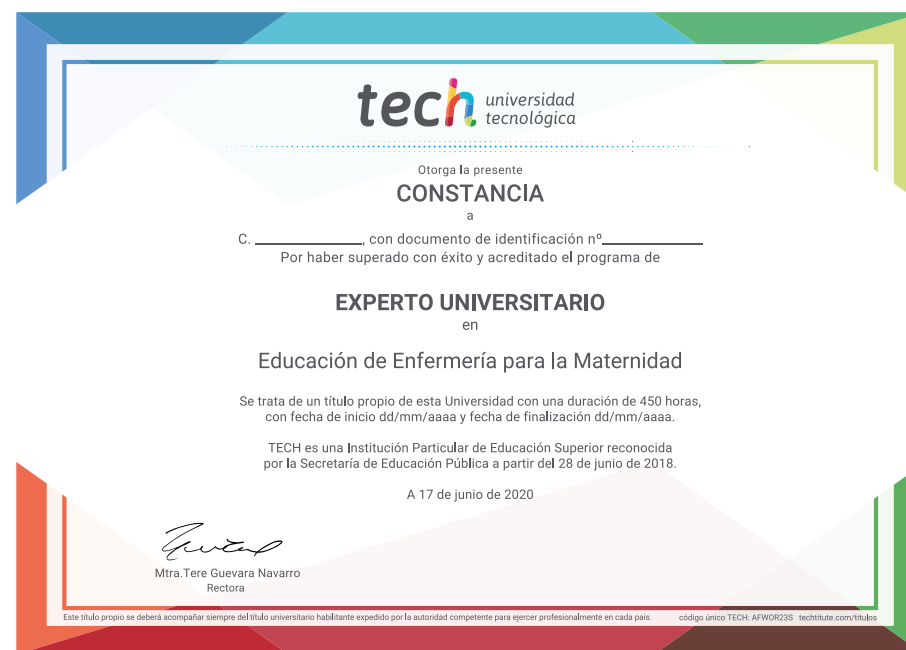 tech universidad
tecnológica
Otorga la presente
CONSTANCIA
a
C. ____________, con documento de identificación nº____________
Por haber superado con éxito y acreditado el programa de
EXPERTO UNIVERSITARIO
en
Educación de Enfermería para la Maternidad
Se trata de un título propio de esta Universidad con una duración de 450 horas,
con fecha de inicio dd/mm/aaaa y fecha de finalización dd/mm/aaaa.
TECH es una Institución Particular de Educación Superior reconocida
por la Secretaría de Educación Pública a partir del 28 de junio de 2018.
A 17 de junio de 2020
Mtra.Tere Guevara Navarro
Rectora
Este título propio se deberá acompañar siempre del título universitario habilitante expedido por la autoridad competente para ejercer profesionalmente en cada país. código único TECH: AFWOR23S techtitute.com/titulos